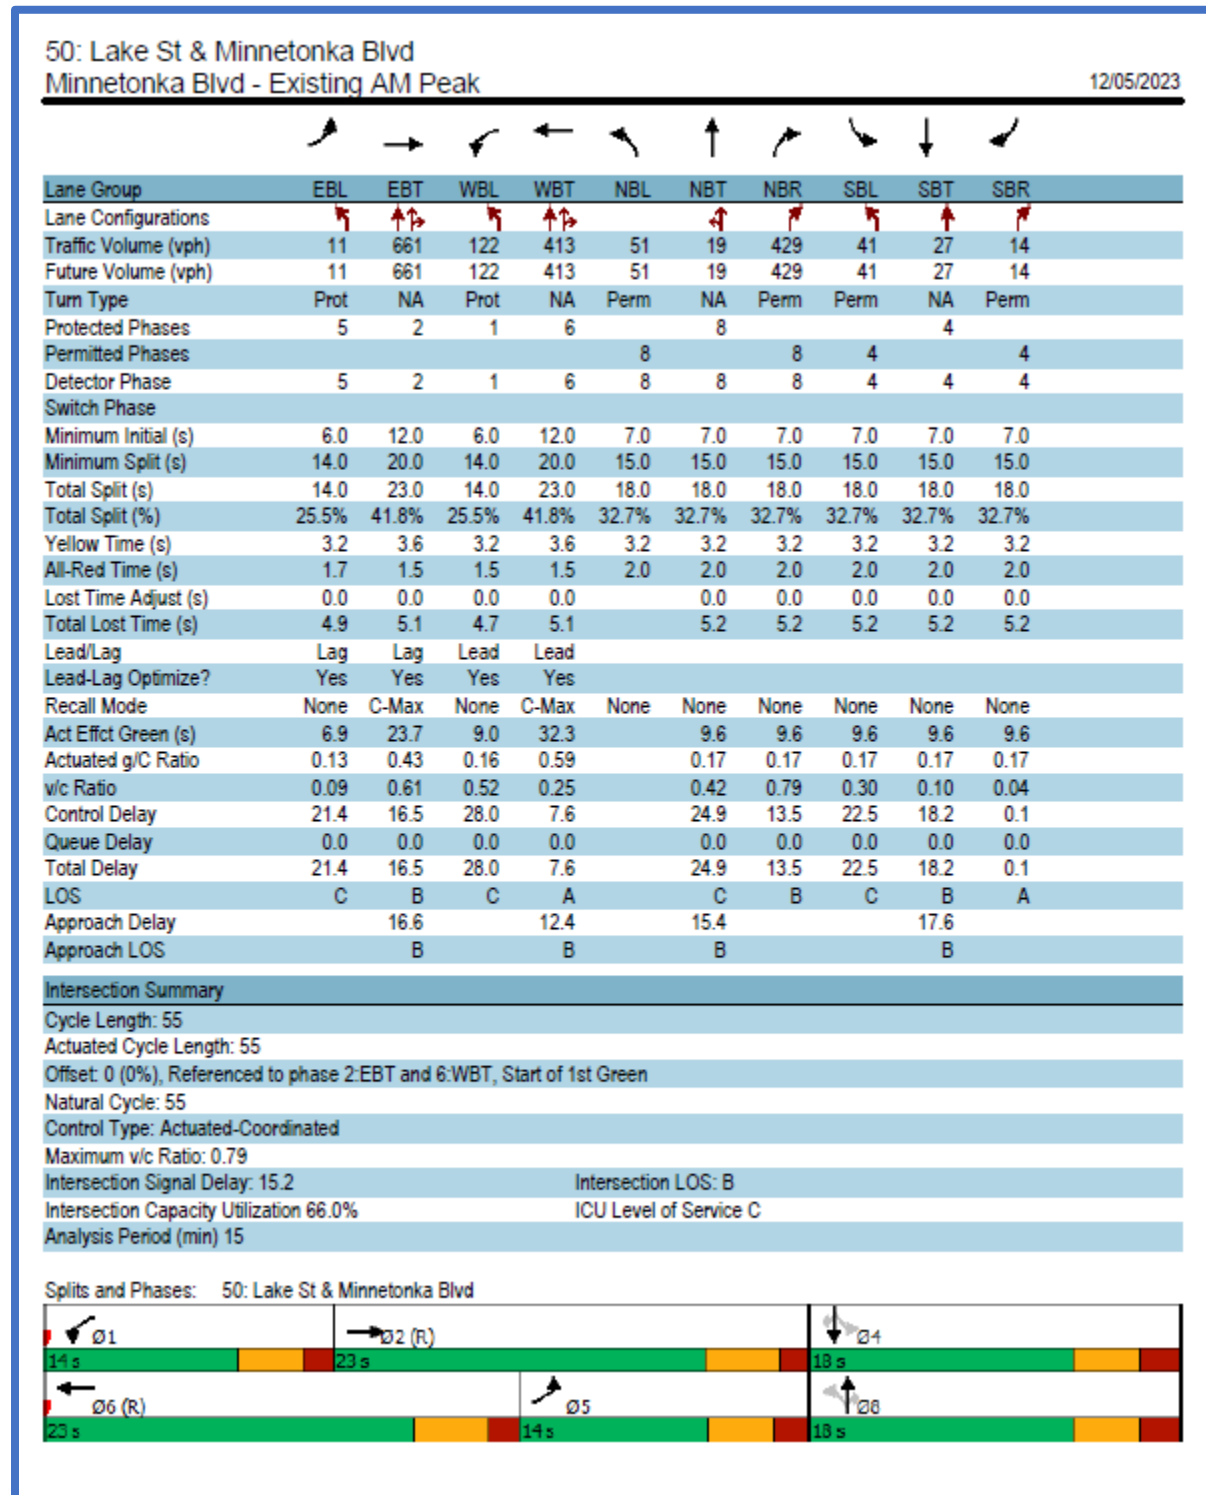 50: Lake St & Minnetonka Blvd
Minnetonka Blvd - Existing AM Peak 12/05/2023
Lane Group EBL EBT WBL WBT NBL NBT NBR SBL SBT SBR
Lane Configurations
Traffic Volume (vph) 11 661 122 413 51 19 429 41 27 14
Future Volume (vph) 11 661 122 413 51 19 429 41 27 14
Turn Type Prot NA Prot NA Perm NA Perm Perm NA Perm
Protected Phases 5 2 1 6 8 4
Permitted Phases 8 8 4 4
Detector Phase 5 2 1 6 8 8 8 4 4 4
Switch Phase
Minimum Initial (s) 6.0 12.0 6.0 12.0 7.0 7.0 7.0 7.0 7.0 7.0
Minimum Split (s) 14.0 20.0 14.0 20.0 15.0 15.0 15.0 15.0 15.0 15.0
Total Split (s) 14.0 23.0 14.0 23.0 18.0 18.0 18.0 18.0 18.0 18.0
Total Split (%) 25.5% 41.8% 25.5% 41.8% 32.7% 32.7% 32.7% 32.7% 32.7% 32.7%
Yellow Time (s) 3.2 3.6 3.2 3.6 3.2 3.2 3.2 3.2 3.2 3.2
All-Red Time (s) 1.7 1.5 1.5 1.5 2.0 2.0 2.0 2.0 2.0 2.0
Lost Time Adjust (s) 0.0 0.0 0.0 0.0 0.0 0.0 0.0 0.0 0.0
Total Lost Time (s) 4.9 5.1 4.7 5.1 5.2 5.2 5.2 5.2 5.2
Lead/Lag Lag Lag Lead Lead
Lead-Lag Optimize? Yes Yes Yes Yes
Recall Mode None C-Max None C-Max None None None None None None
Act Effct Green (s) 6.9 23.7 9.0 32.3 9.6 9.6 9.6 9.6 9.6
Actuated g/C Ratio 0.13 0.43 0.16 0.59 0.17 0.17 0.17 0.17 0.17
v/c Ratio 0.09 0.61 0.52 0.25 0.42 0.79 0.30 0.10 0.04
Control Delay 21.4 16.5 28.0 7.6 24.9 13.5 22.5 18.2 0.1
Queue Delay 0.0 0.0 0.0 0.0 0.0 0.0 0.0 0.0 0.0
Total Delay 21.4 16.5 28.0 7.6 24.9 13.5 22.5 18.2 0.1
LOS C B C A C B C B A
Approach Delay 16.6 12.4 15.4 17.6
Approach LOS B B B B
Intersection Summary
Cycle Length: 55
Actuated Cycle Length: 55
Offset: 0 (0%), Referenced to phase 2:EBT and 6:WBT, Start of 1st Green
Natural Cycle: 55
Control Type: Actuated-Coordinated
Maximum v/c Ratio: 0.79
Intersection Signal Delay: 15.2 Intersection LOS: B
Intersection Capacity Utilization 66.0% ICU Level of Service C
Analysis Period (min) 15
Splits and Phases: 50: Lake St & Minnetonka Blvd
Ø1 Ø2 (R) Ø4
14 s 23 s 18 s
Ø6 (R) Ø5 Ø8
23 s 14 s 18 s